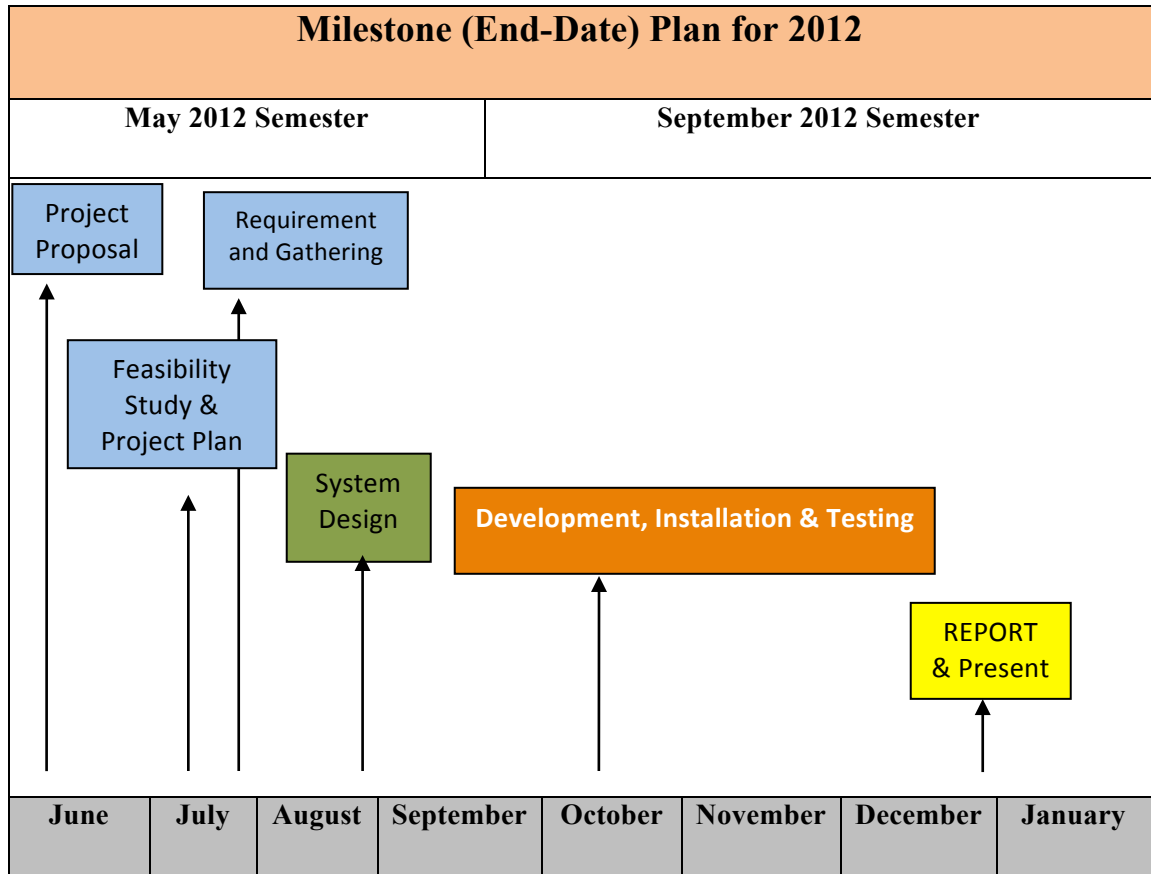 Milestone (End-Date) Plan for 2012
May 2012 Semester
September 2012 Semester
Project
Proposal
Requirement
and Gathering
Feasibility
Study &
Project Plan
System
Design
Development, Installation & Testing
REPORT
& Present
June
July
August
September
October
November
December
January